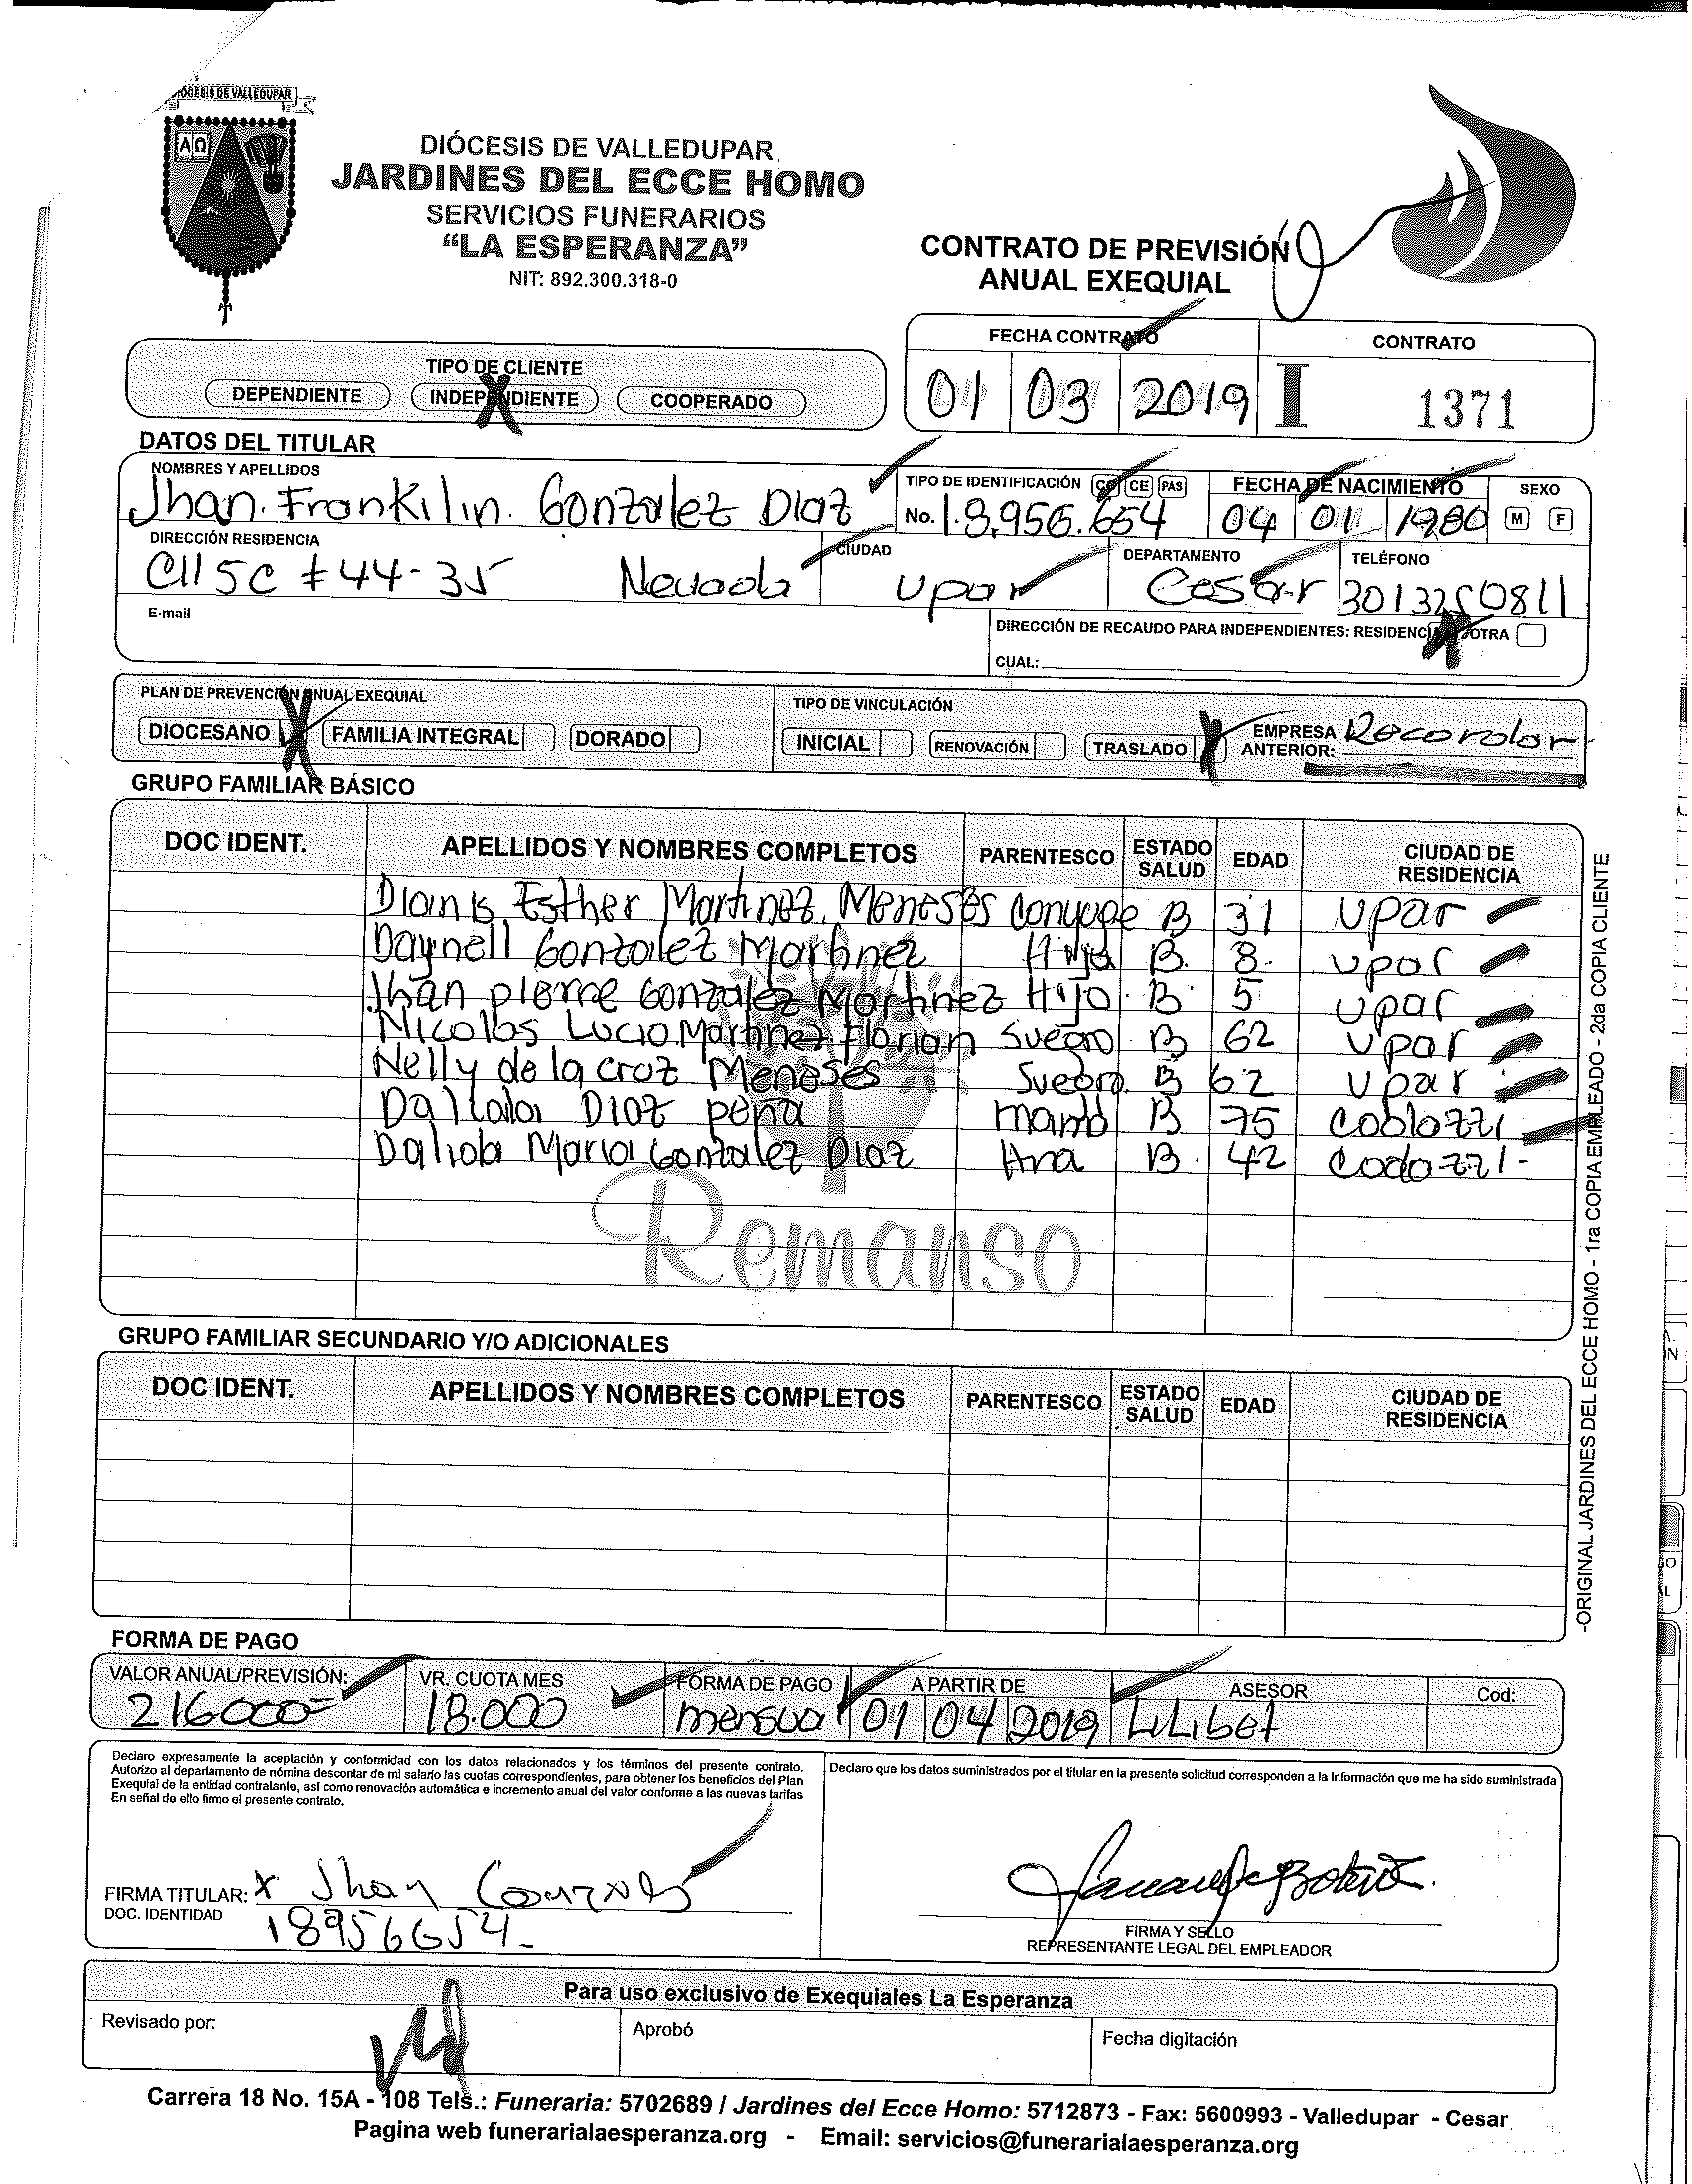 DIÓCESIS DE VALLEDUPAR
ΑΩ
DIÓCESIS DE VALLEDUPAR
JARDINES DEL ECCE HOMO
SERVICIOS FUNERARIOS
“LA ESPERANZA”
NIT: 892.300.318-0
CONTRATO DE PREVISIÓN
ANUAL EXEQUIAL
FECHA CONTRATO CONTRATO
01 03 2019 I 1371
TIPO DE CLIENTE
DEPENDIENTE INDEPENDIENTE X COOPERADO
DATOS DEL TITULAR
NOMBRES Y APELLIDOS TIPO DE IDENTIFICACIÓN CC CE PAS FECHA DE NACIMIENTO SEXO
Jhan. Frankilin. Gonzalez Diaz No. 18.956.654 04 01 1980 M F
DIRECCIÓN RESIDENCIA CIUDAD DEPARTAMENTO TELÉFONO
Cll 5C # 44-35 Nevada Upar Cesar 3013250811
E-mail DIRECCIÓN DE RECAUDO PARA INDEPENDIENTES: RESIDENCIA X OTRA
CUAL:
PLAN DE PREVENCIÓN ANUAL EXEQUIAL TIPO DE VINCULACIÓN
DIOCESANO X FAMILIA INTEGRAL DORADO INICIAL RENOVACIÓN TRASLADO X EMPRESA ANTERIOR: Recorolar
GRUPO FAMILIAR BÁSICO
DOC IDENT. APELLIDOS Y NOMBRES COMPLETOS PARENTESCO ESTADO SALUD EDAD CIUDAD DE RESIDENCIA
Dianis Esther Martinez Meneses Conyuge B 31 Upar
Daynell Gonzalez Martinez Hija B. 8. Upar
Jhan pierre Gonzalez Martinez Hijo. B 5 Upar
Nicolas Lucio Martinez Florian Suegro B 62 Upar
Nelly de la cruz Meneses Suegra. B 62 Upar
Daliala Diaz peña mamá B 75 Codazzi
Daliola Maria Gonzalez Diaz Hna B. 42 Codazzi-
Remanso
GRUPO FAMILIAR SECUNDARIO Y/O ADICIONALES
DOC IDENT. APELLIDOS Y NOMBRES COMPLETOS PARENTESCO ESTADO SALUD EDAD CIUDAD DE RESIDENCIA
-ORIGINAL JARDINES DEL ECCE HOMO - 1ra COPIA EMPLEADO - 2da COPIA CLIENTE
FORMA DE PAGO
VALOR ANUAL/PREVISIÓN: VR. CUOTA MES FORMA DE PAGO A PARTIR DE ASESOR Cod:
216000- 18.000 mensual 01 04 2019 Lilibet
Declaro expresamente la aceptación y conformidad con los datos relacionados y los términos del presente contrato.
Autorizo al departamento de nómina descontar de mi salario las cuotas correspondientes, para obtener los beneficios del Plan
Exequial de la entidad contratante, así como renovación automática e incremento anual del valor conforme a las nuevas tarifas
En señal de ello firmo el presente contrato.
Declaro que los datos suministrados por el titular en la presente solicitud corresponden a la Información que me ha sido suministrada
FIRMA TITULAR: X Jhan Gonzalez
DOC. IDENTIDAD 18956654-
FIRMA Y SELLO
REPRESENTANTE LEGAL DEL EMPLEADOR
Para uso exclusivo de Exequiales La Esperanza
Revisado por: Aprobó Fecha digitación
Carrera 18 No. 15A - 108 Tels.: Funeraria: 5702689 / Jardines del Ecce Homo: 5712873 - Fax: 5600993 - Valledupar - Cesar
Pagina web funerarialaesperanza.org - Email: servicios@funerarialaesperanza.org